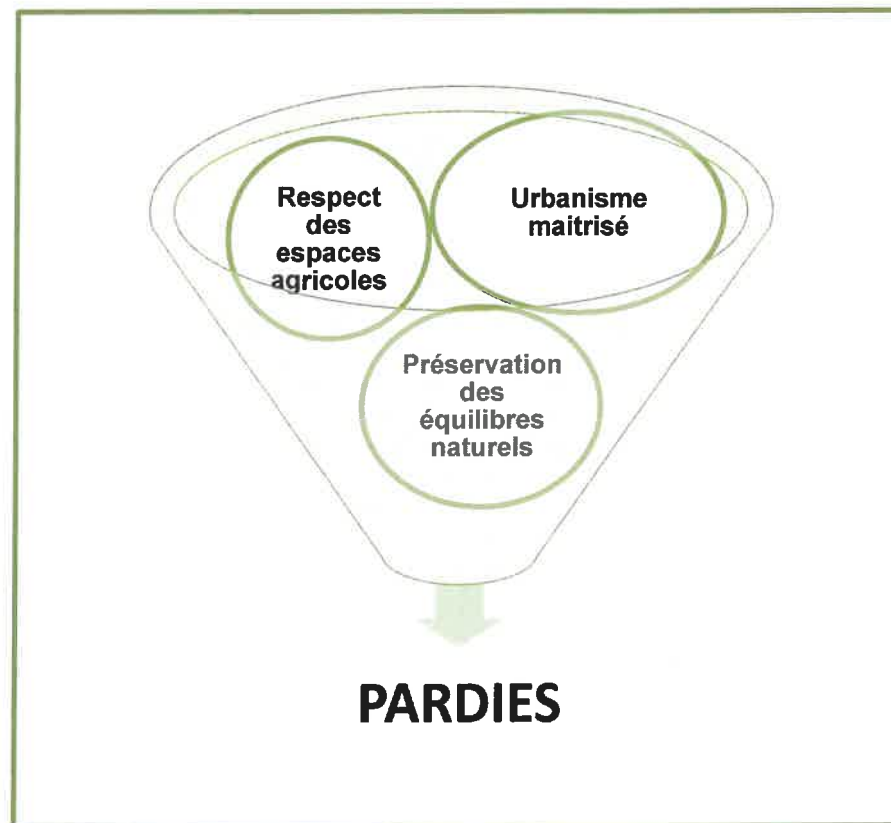 Respect
des
espaces
agricoles
Urbanisme
maitrisé
Préservation
des
équilibres
naturels
PARDIES